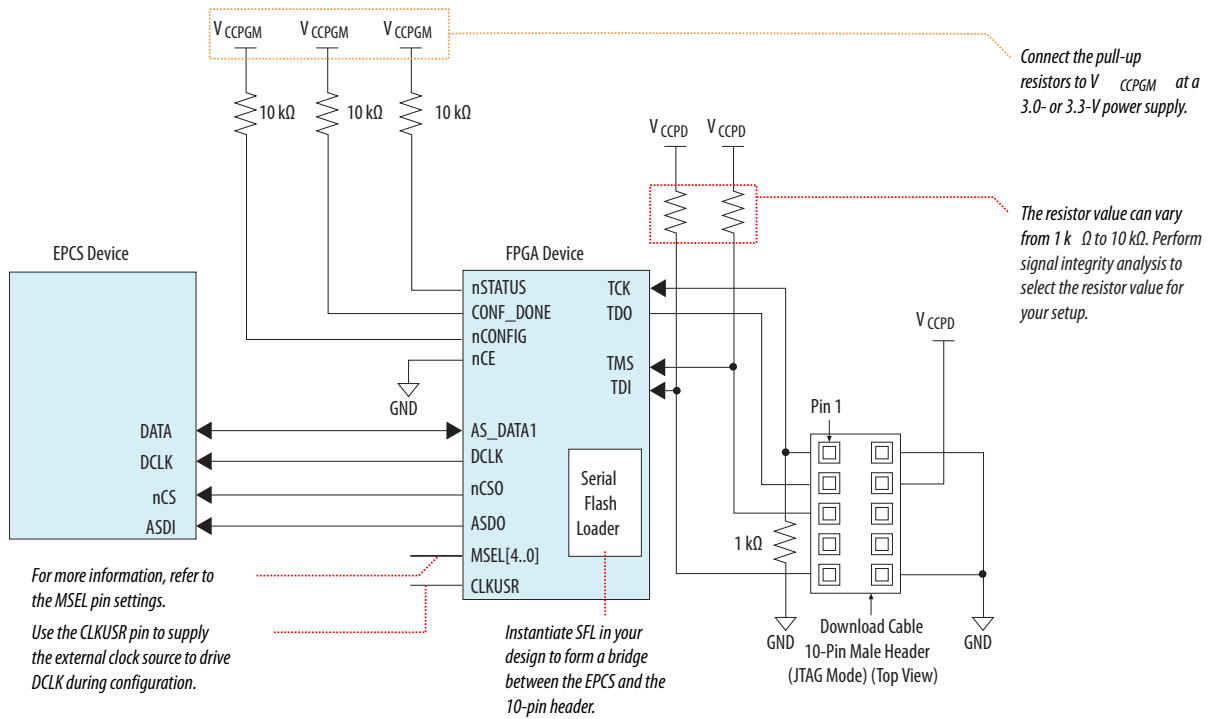 V CCPGM V CCPGM V CCPGM
Connect the pull-up
resistors to V CCPGM at a
3.0- or 3.3-V power supply.
10 kΩ 10 kΩ 10 kΩ
V CCPD V CCPD
The resistor value can vary
from 1 k Ω to 10 kΩ. Perform
signal integrity analysis to
select the resistor value for
your setup.
EPCS Device
FPGA Device
nSTATUS TCK
CONF_DONE TDO
nCONFIG
nCE TMS
TDI
GND
V CCPD
Pin 1
DATA AS_DATA1
DCLK DCLK
nCS nCSO
ASDI ASDO
Serial
Flash
Loader
MSEL[4..0]
CLKUSR
1 kΩ
GND
GND
Download Cable
10-Pin Male Header
(JTAG Mode) (Top View)
For more information, refer to
the MSEL pin settings.
Use the CLKUSR pin to supply
the external clock source to drive
DCLK during configuration.
Instantiate SFL in your
design to form a bridge
between the EPCS and the
10-pin header.